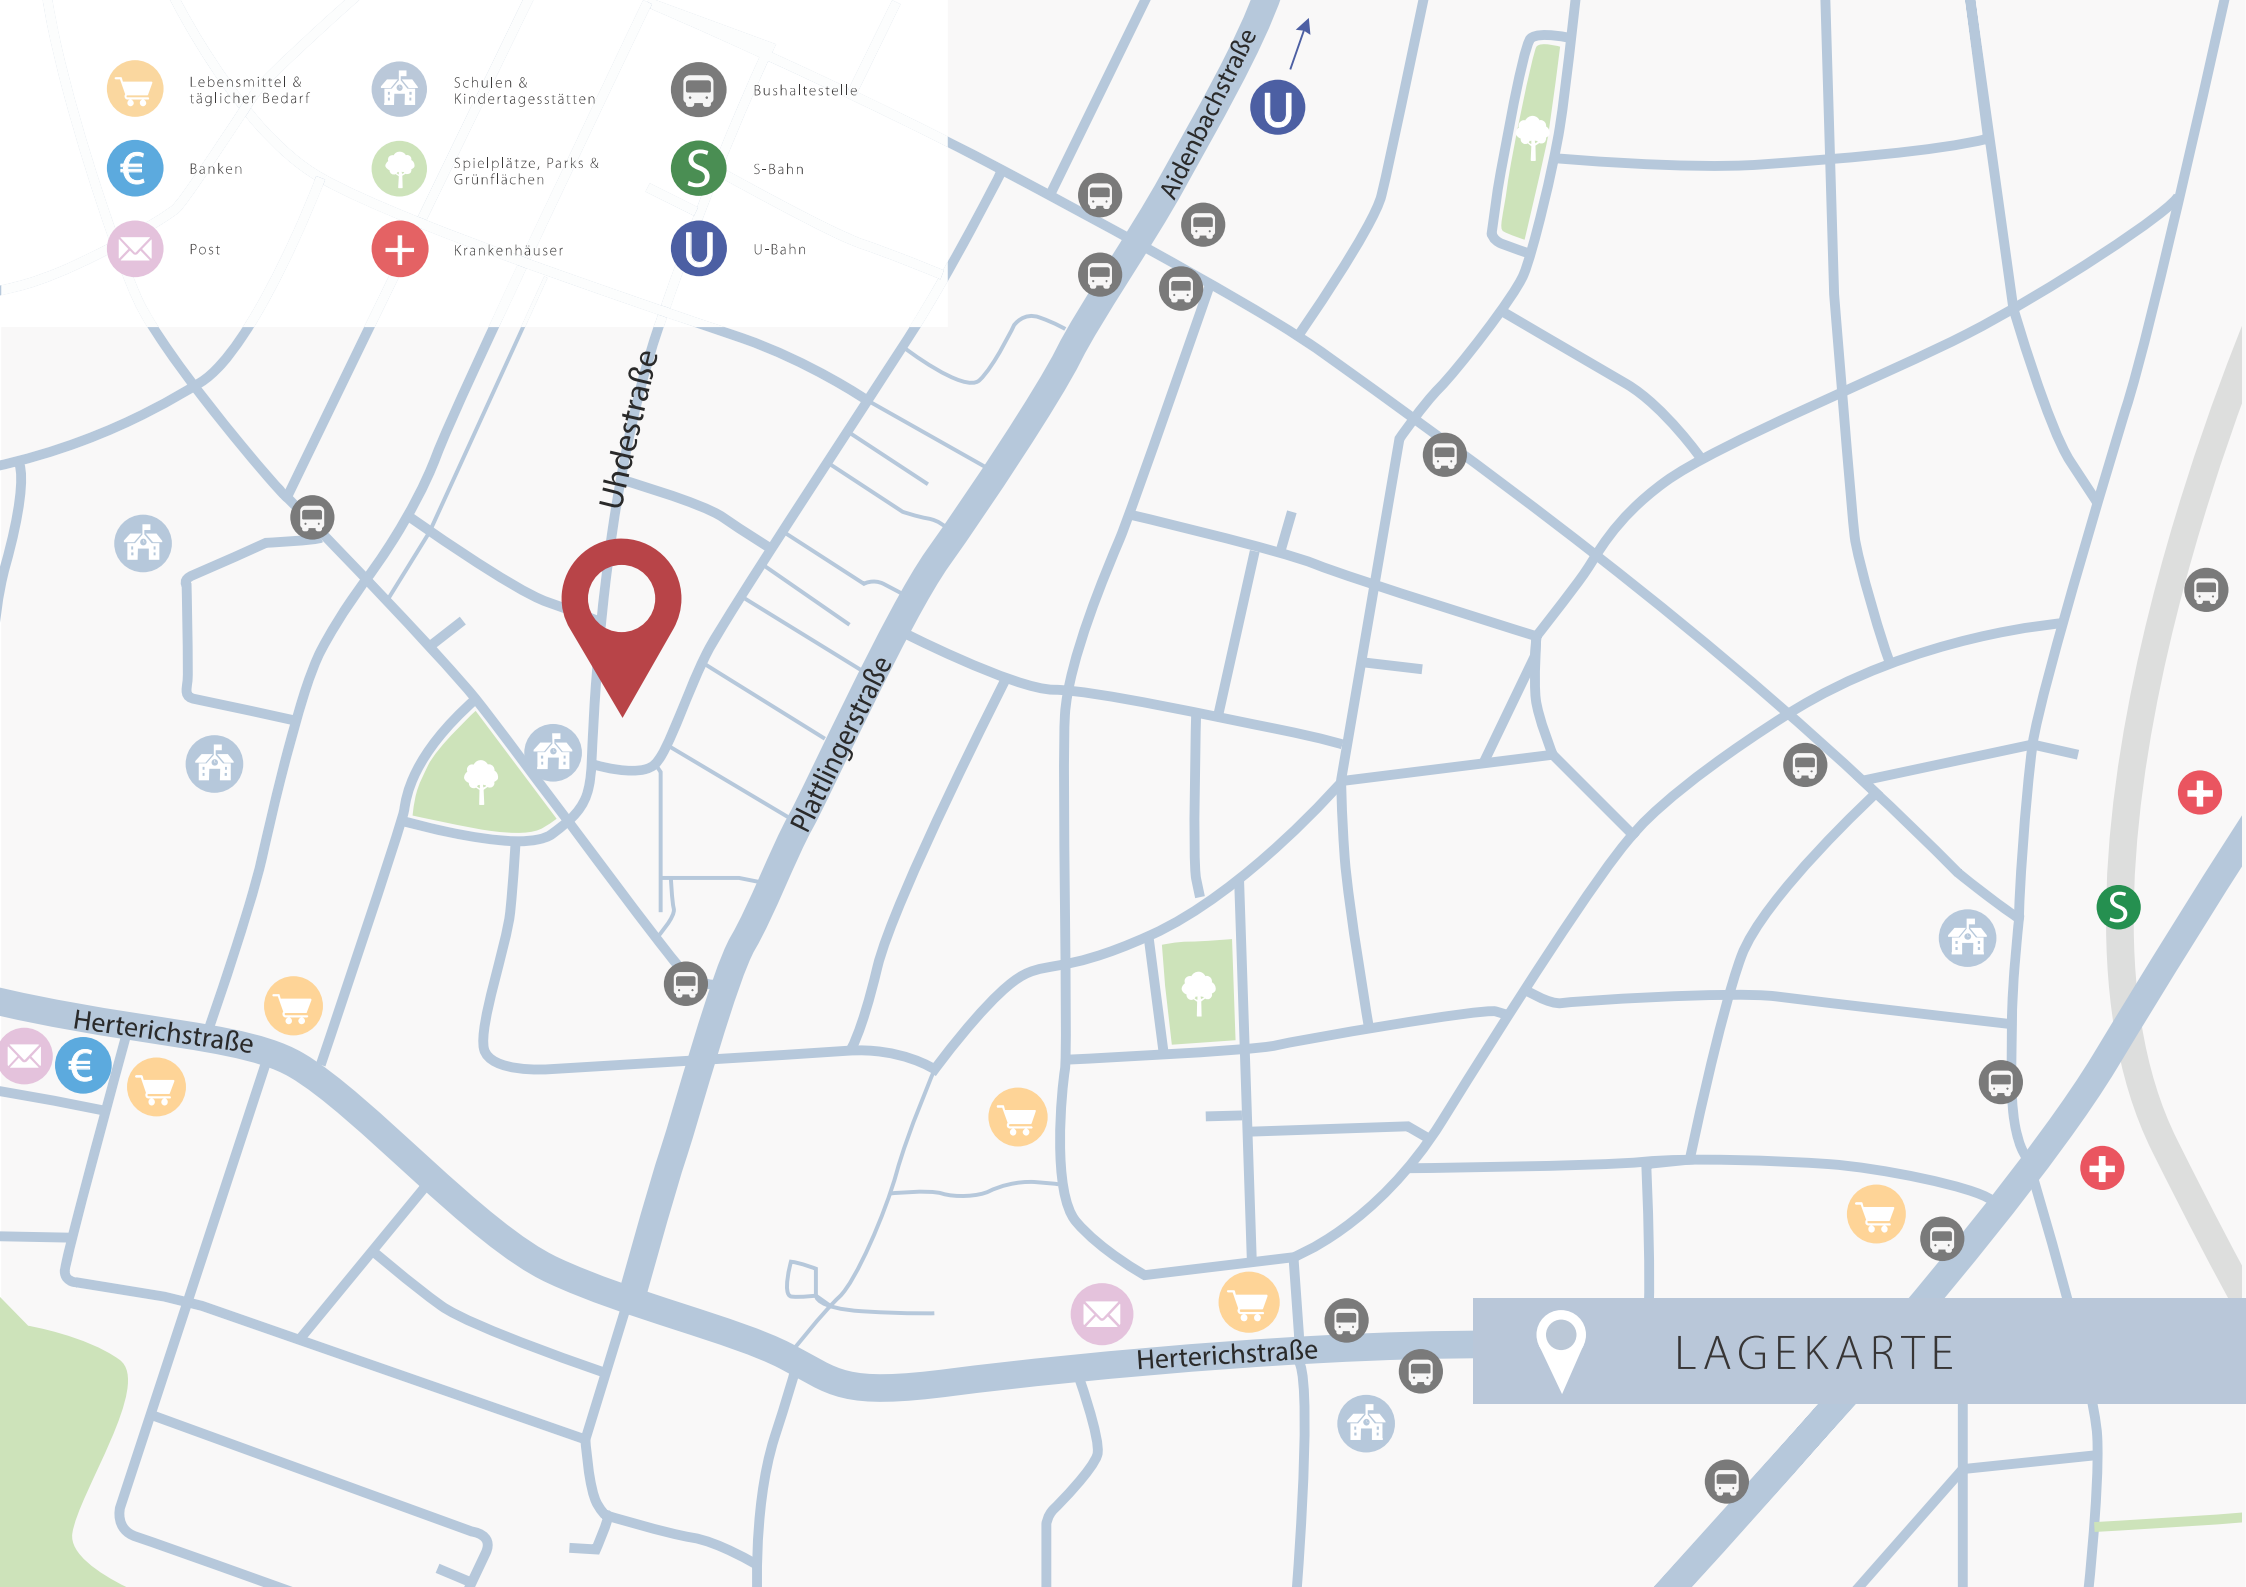 Lebensmittel &
täglicher Bedarf
Schulen &
Kindertagesstätten
Bushaltestelle
€
Banken
Spielplätze, Parks &
Grünflächen
S
S-Bahn
Post
Krankenhäuser
U
U-Bahn
U
Aidenbachstraße
Uhdestraße
Plattlingerstraße
S
Herterichstraße
€
Herterichstraße
LAGEKARTE